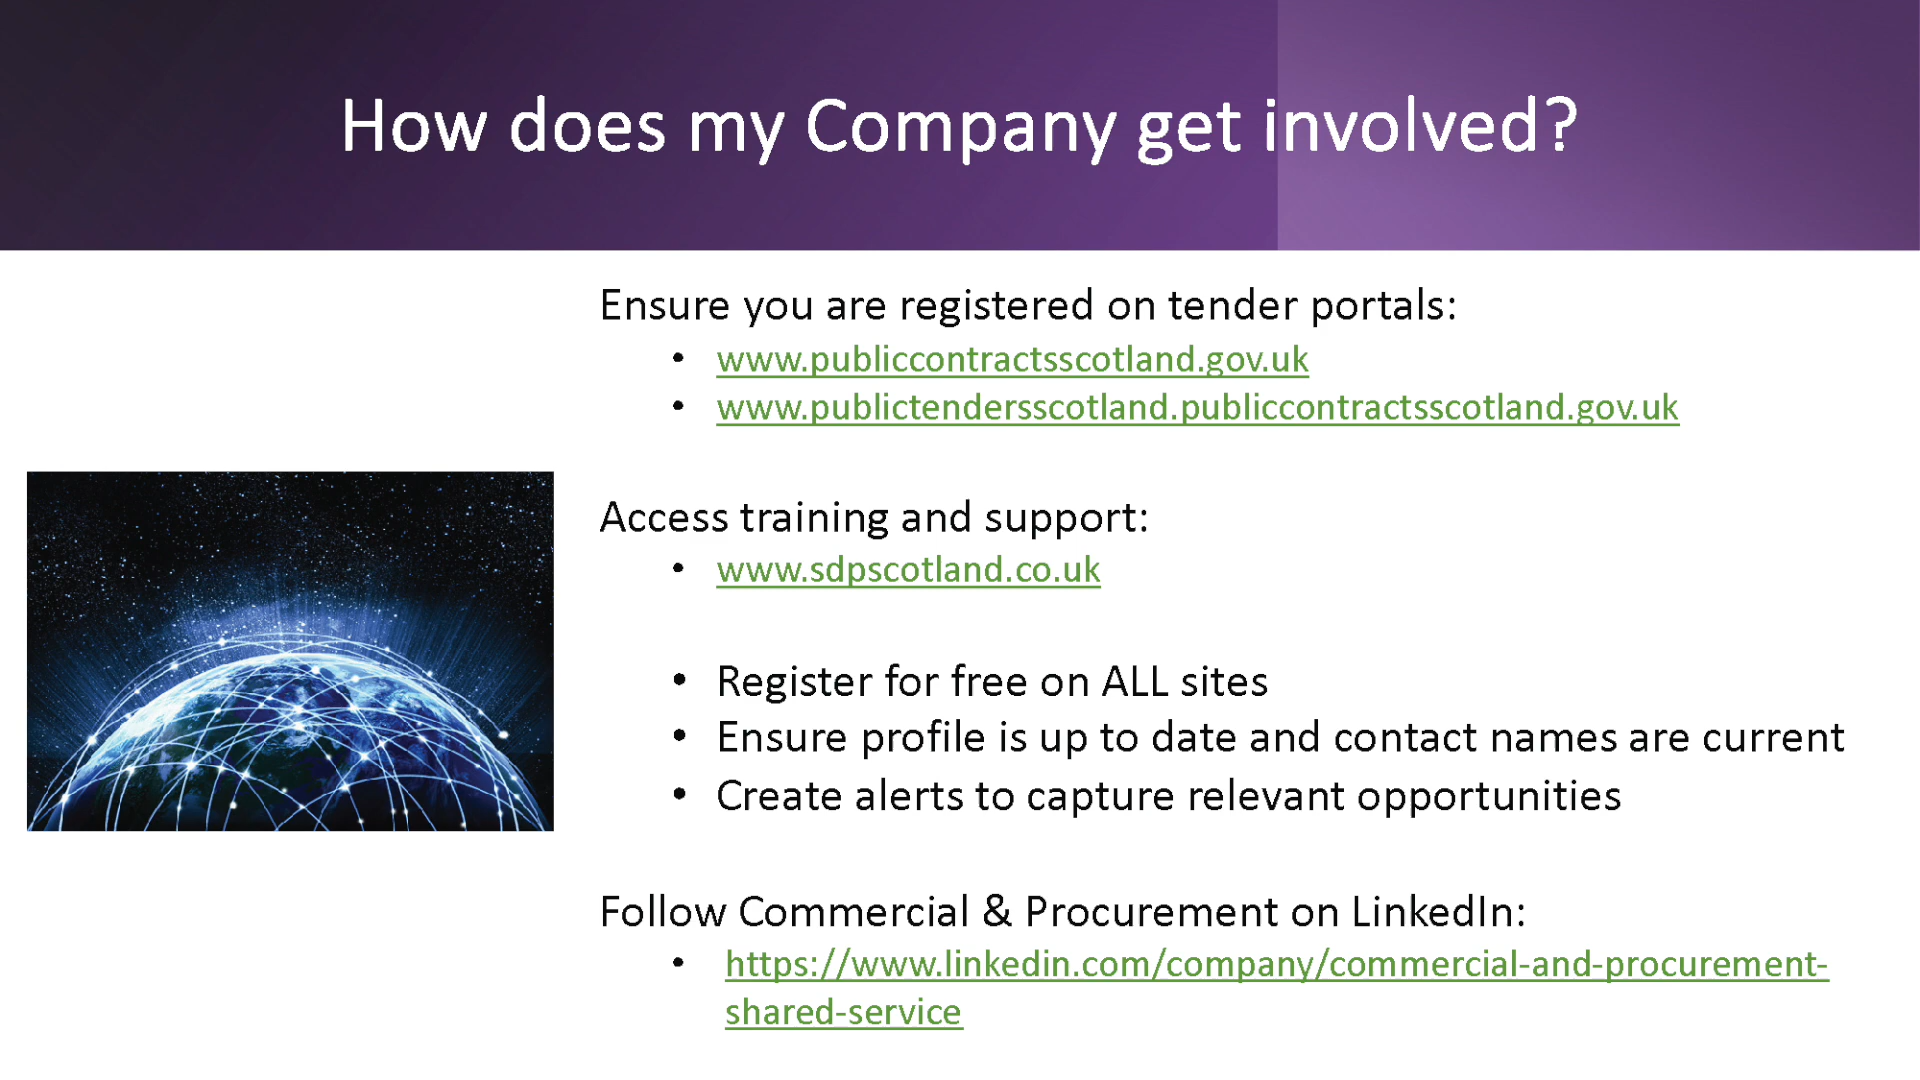 How does my Company get involved?
Ensure you are registered on tender portals:
• www.publiccontractsscotland.gov.uk
• www.publictendersscotland.publiccontractsscotland.gov.uk
Access training and support:
• www.sdpscotland.co.uk
• Register for free on ALL sites
• Ensure profile is up to date and contact names are current
• Create alerts to capture relevant opportunities
Follow Commercial & Procurement on LinkedIn:
• https://www.linkedin.com/company/commercial-and-procurement-
shared-service